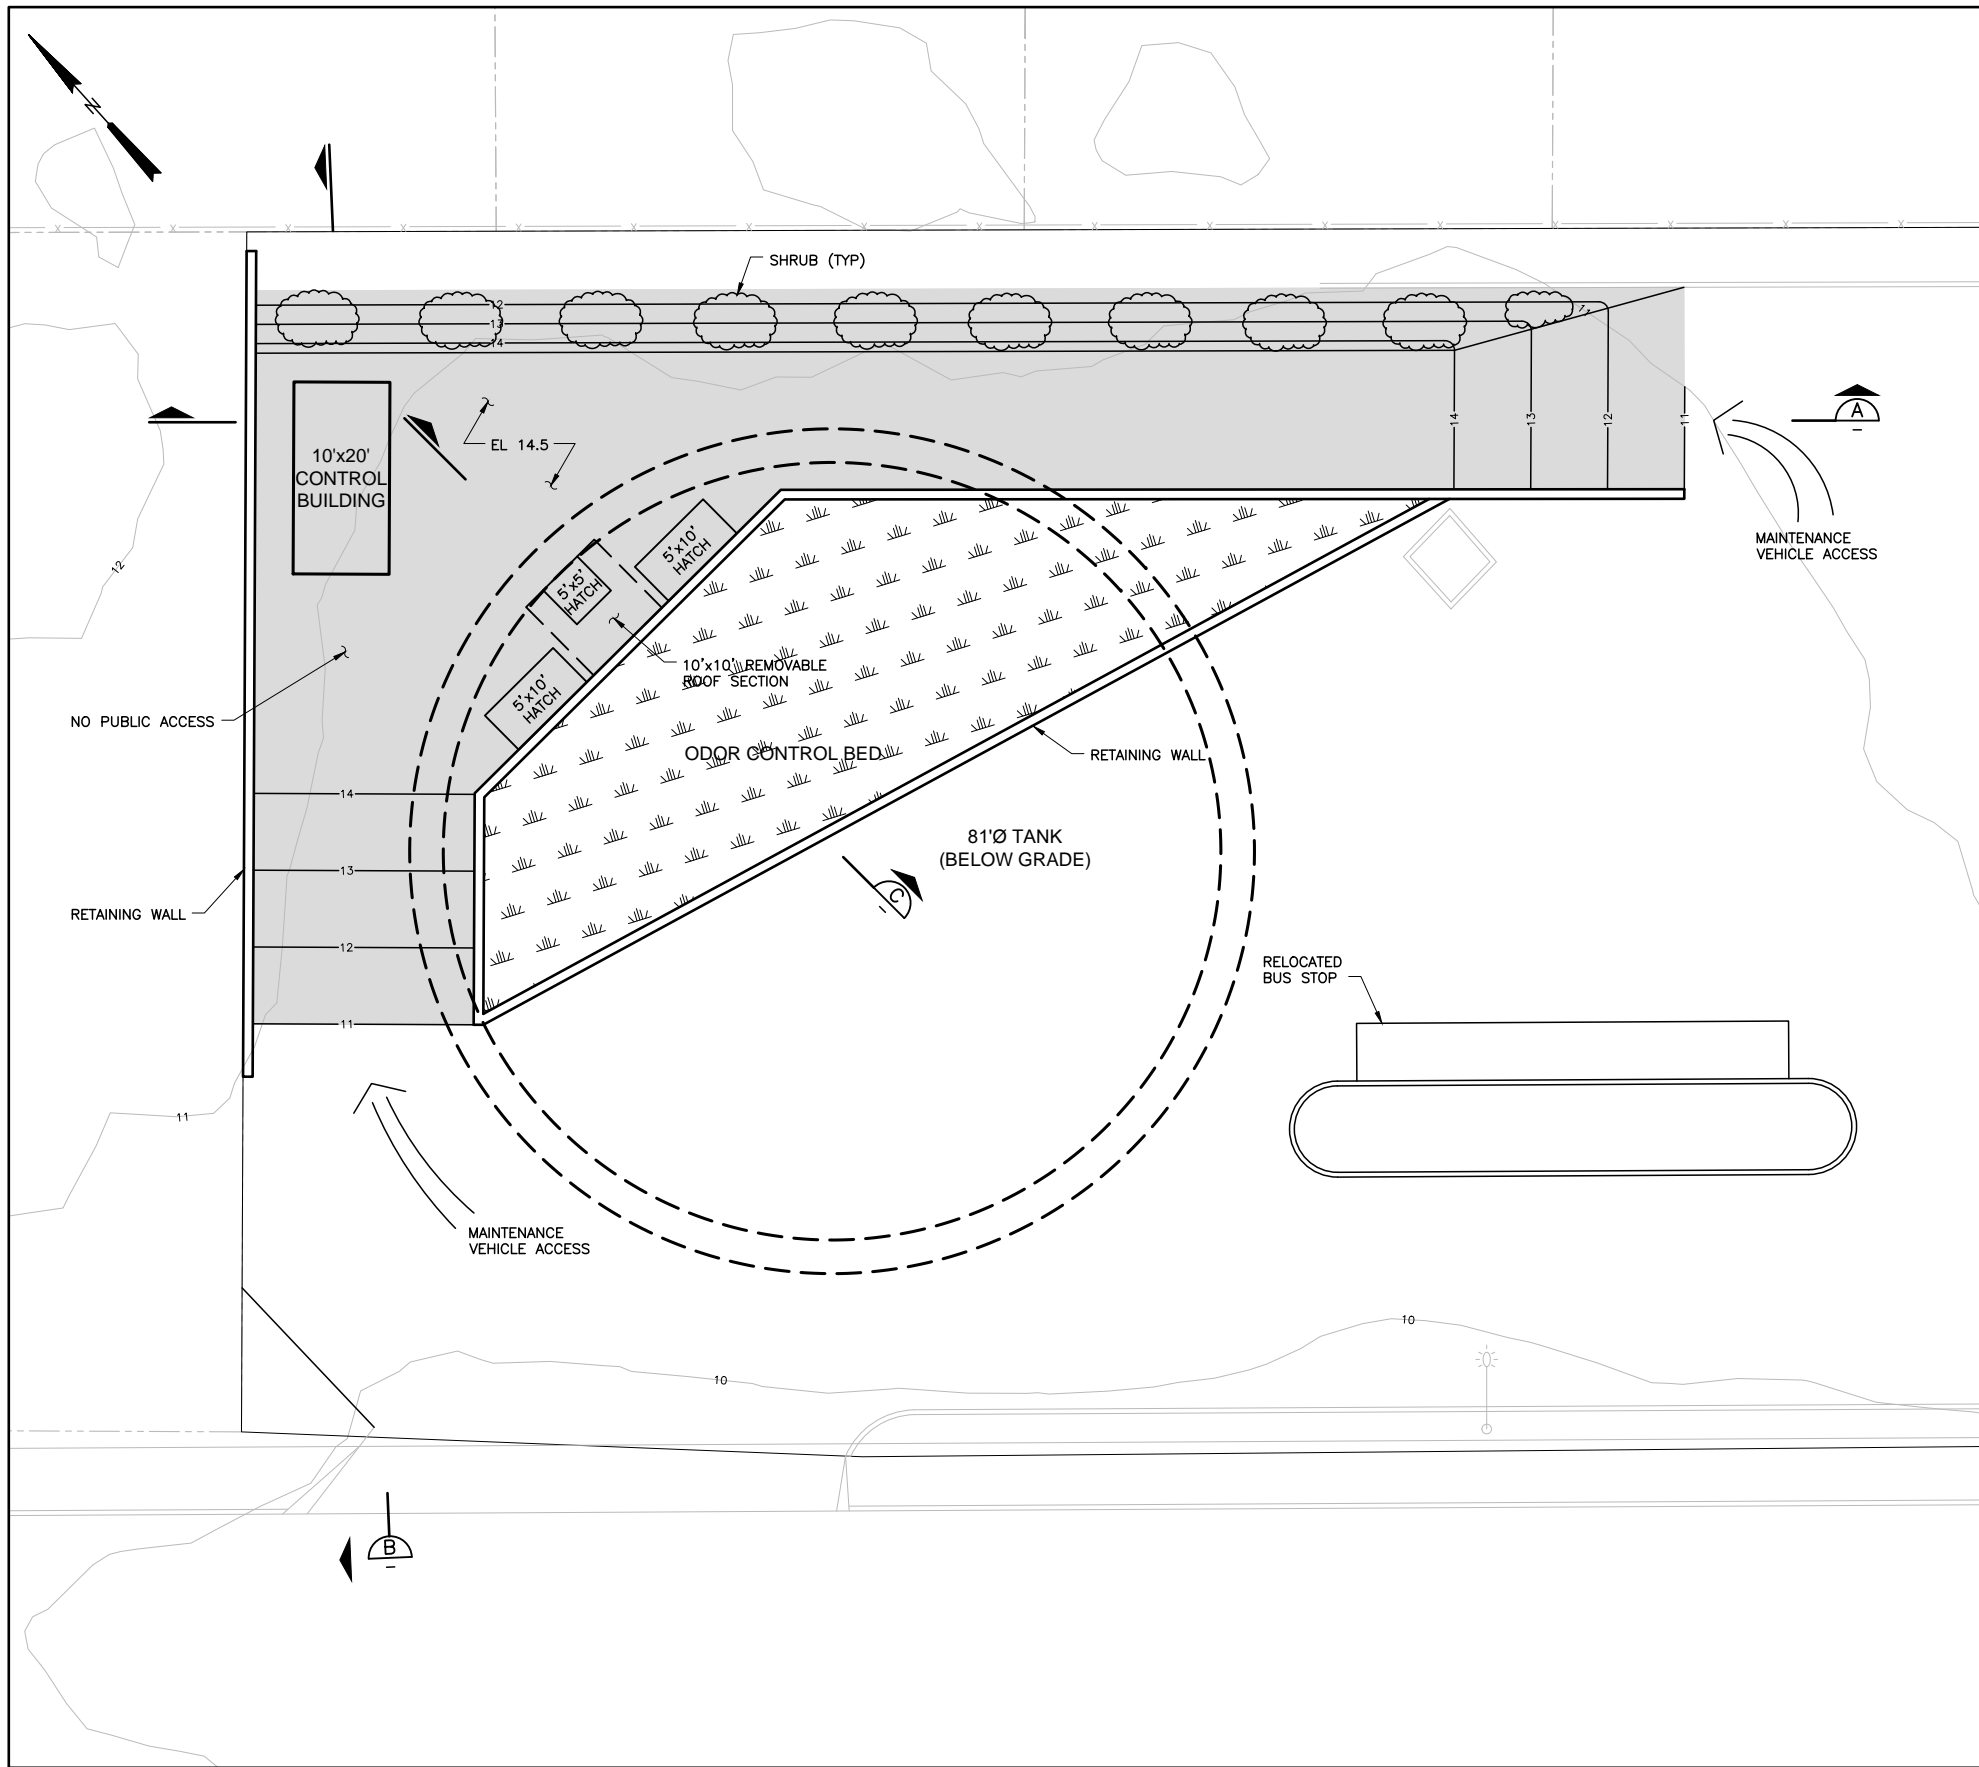 N
SHRUB (TYP)
12
13
14
11
10'x20'
CONTROL
BUILDING
EL 14.5
14
13
12
11
A
MAINTENANCE
VEHICLE ACCESS
12
5'x10'
HATCH
5'x5'
HATCH
5'x10'
HATCH
10'x10' REMOVABLE
ROOF SECTION
NO PUBLIC ACCESS
ODOR CONTROL BED
RETAINING WALL
14
13
12
11
81'Ø TANK
(BELOW GRADE)
C
RETAINING WALL
RELOCATED
BUS STOP
11
MAINTENANCE
VEHICLE ACCESS
10
10
B